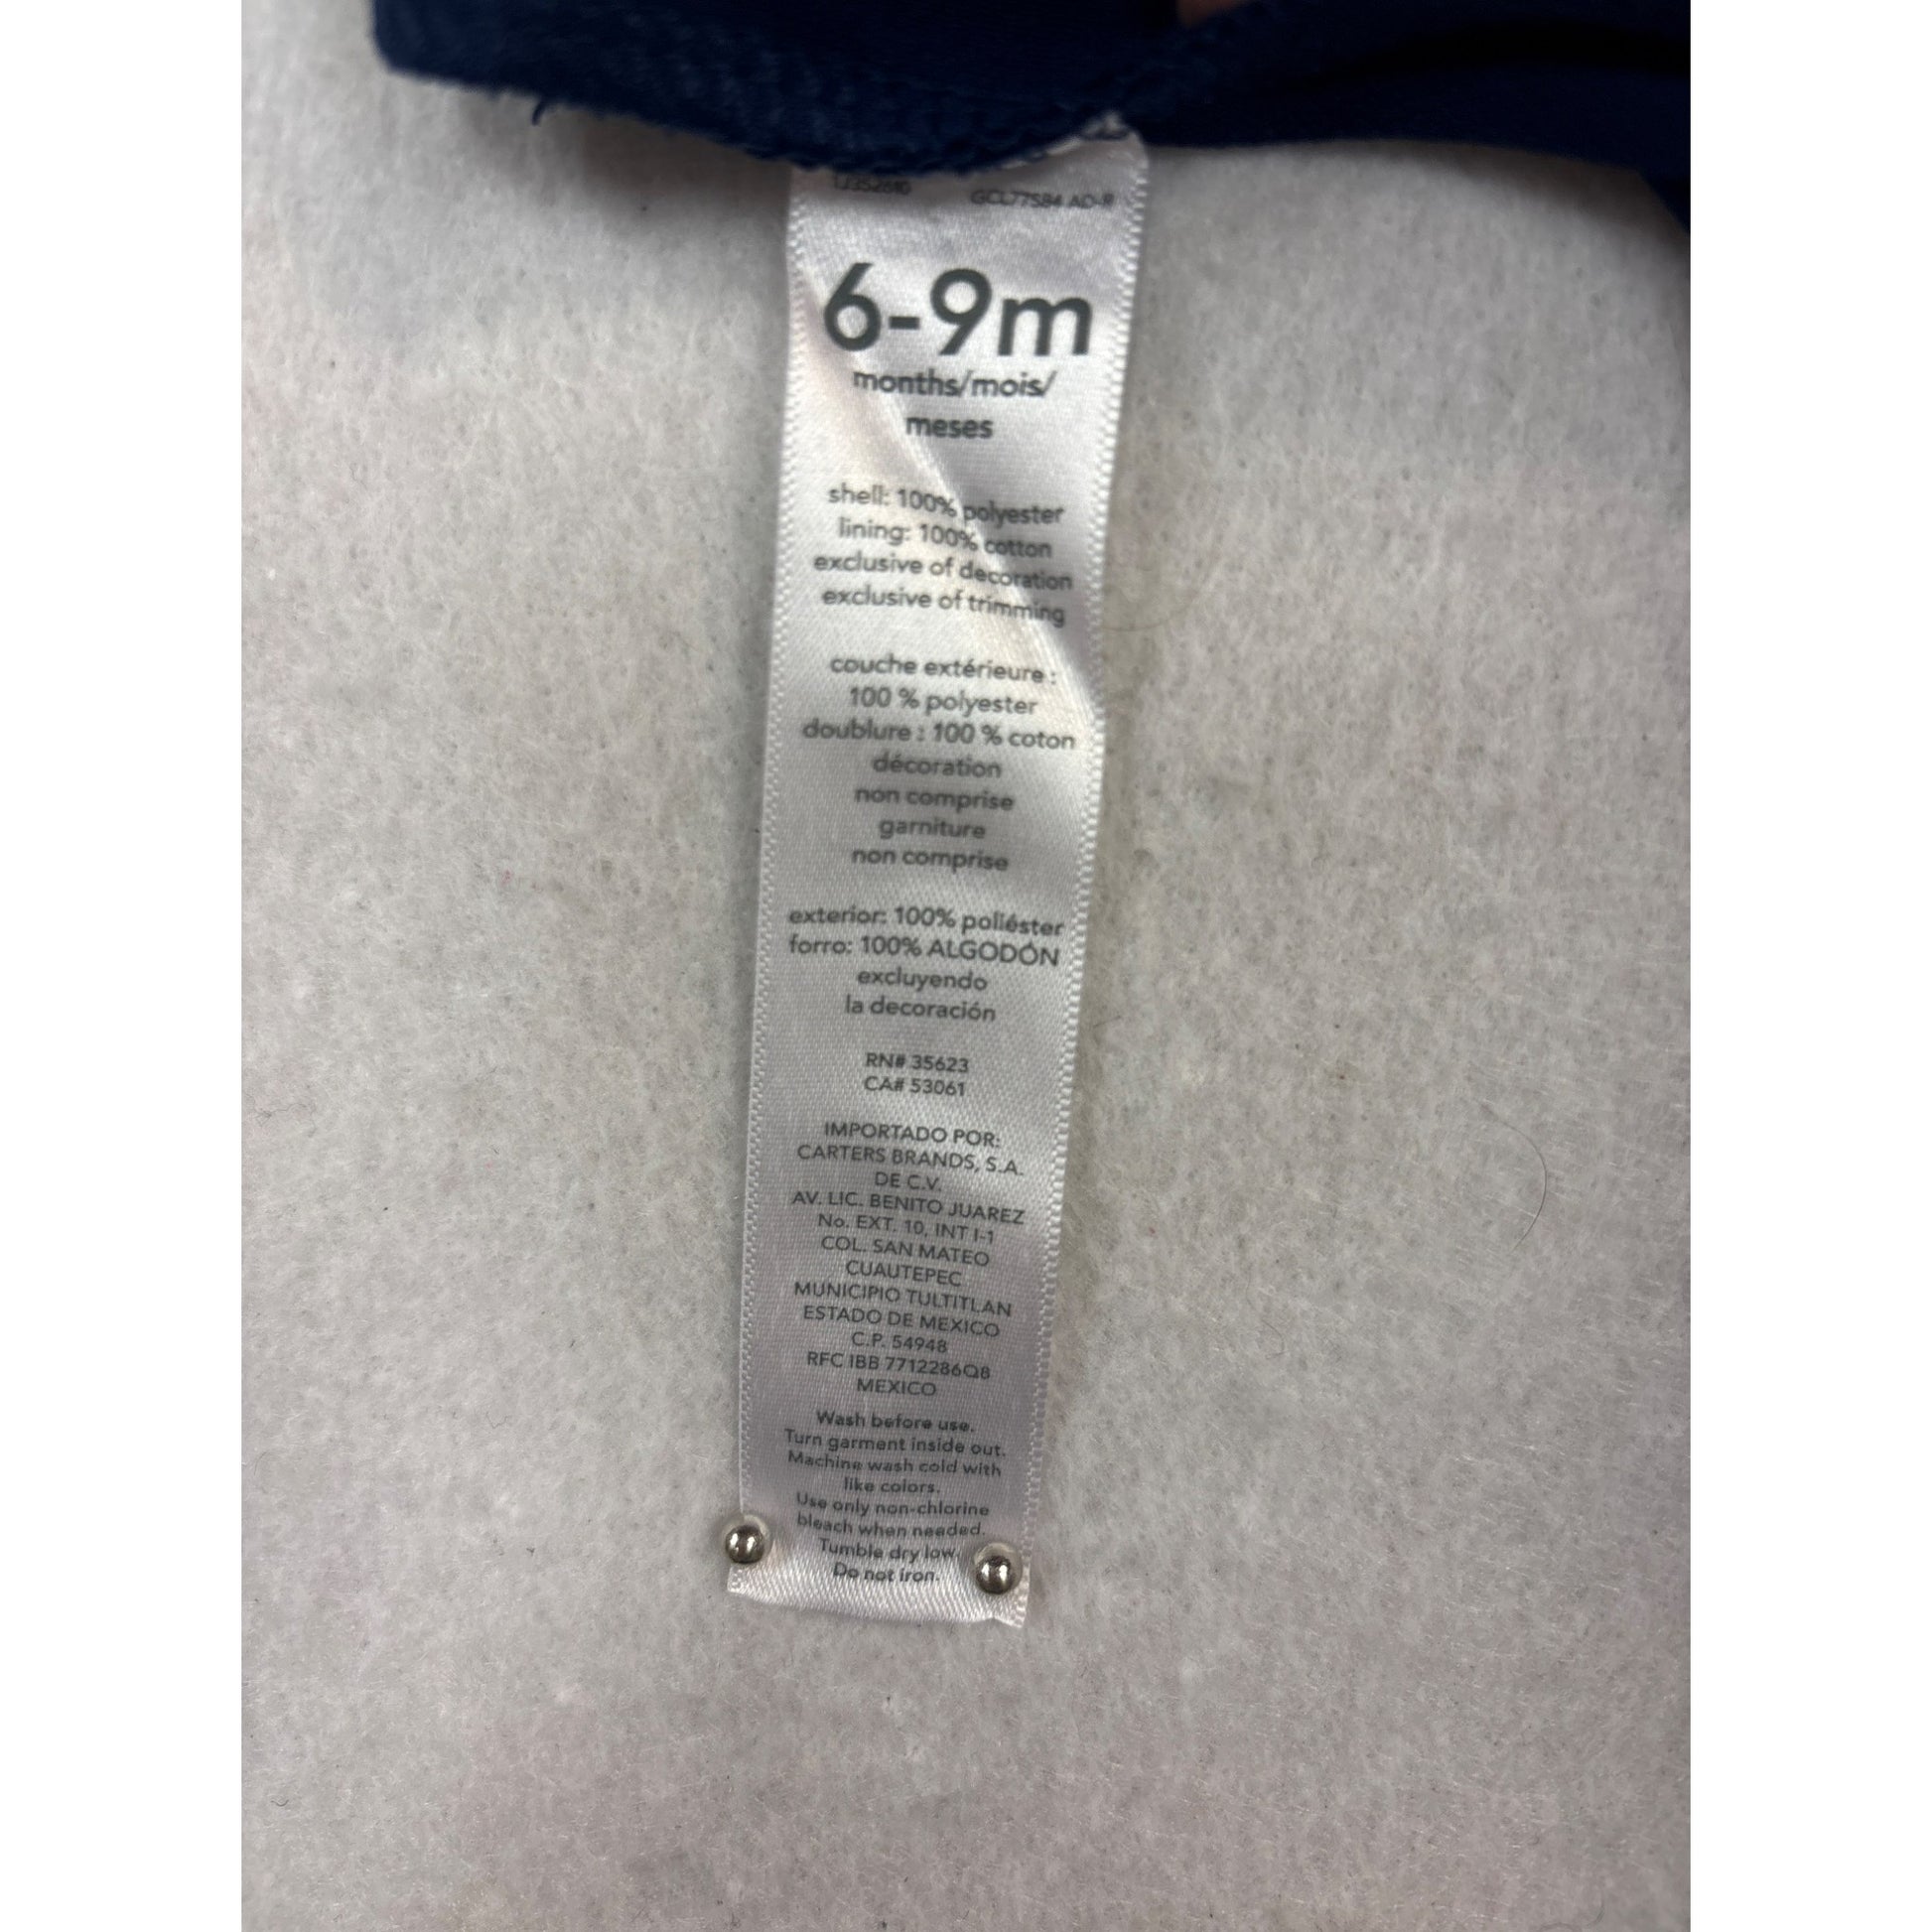 GCL77S84 AD-R
6-9m
months/mois/
meses
shell: 100% polyester
lining: 100% cotton
exclusive of decoration
exclusive of trimming
couche extérieure :
100 % polyester
doublure : 100 % coton
décoration
non comprise
garniture
non comprise
exterior: 100% poliéster
forro: 100% ALGODÓN
excluyendo
la decoración
RN# 35623
CA# 53061
IMPORTADO POR:
CARTERS BRANDS, S.A.
DE C.V.
AV. LIC. BENITO JUAREZ
No. EXT. 10, INT I-1
COL. SAN MATEO
CUAUTEPEC
MUNICIPIO TULTITLAN
ESTADO DE MEXICO
C.P. 54948
RFC IBB 7712286Q8
MEXICO
Wash before use.
Turn garment inside out.
Machine wash cold with
like colors.
Use only non-chlorine
bleach when needed.
Tumble dry low.
Do not iron.